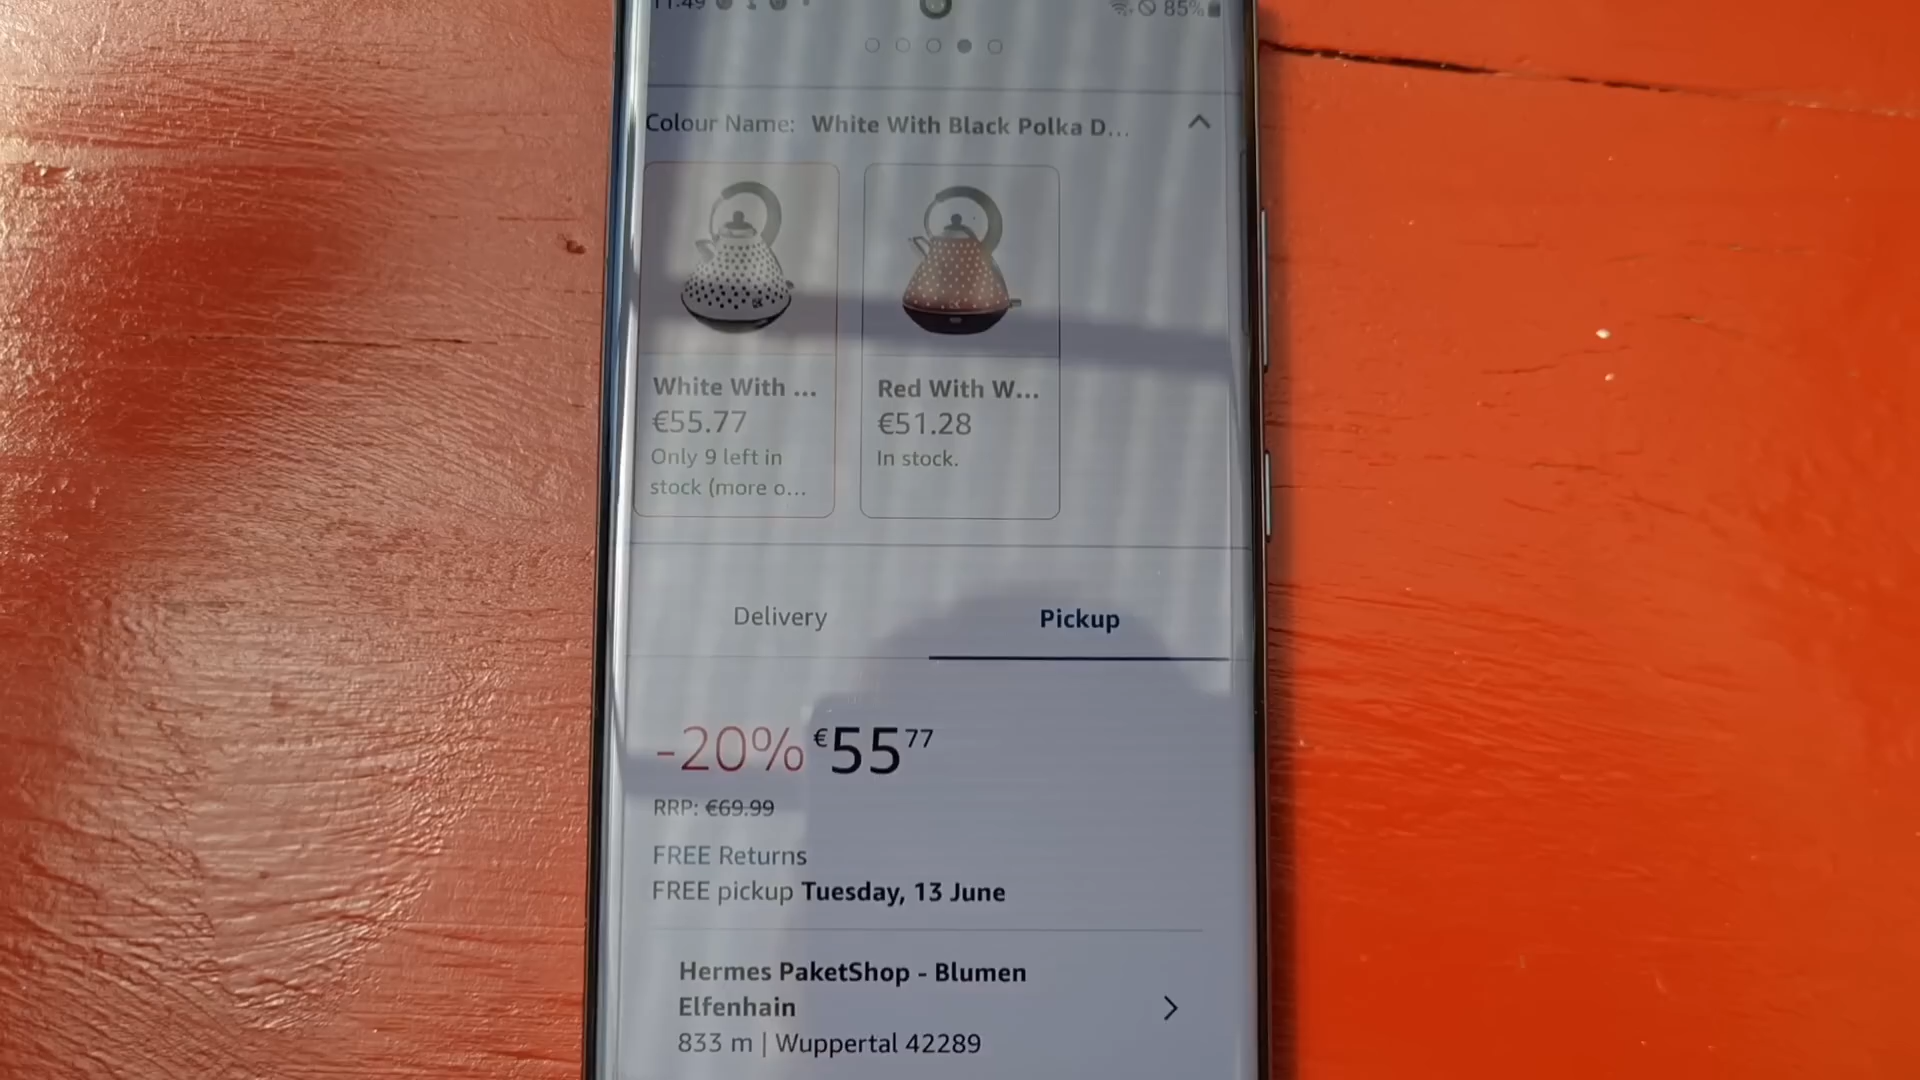 11:49 85%
Colour Name: White With Black Polka D...
White With ...
€55.77
Only 9 left in
stock (more o...
Red With W...
€51.28
In stock.
Delivery
Pickup
-20% €55 77
RRP: €69.99
FREE Returns
FREE pickup Tuesday, 13 June
Hermes PaketShop - Blumen
Elfenhain
833 m | Wuppertal 42289